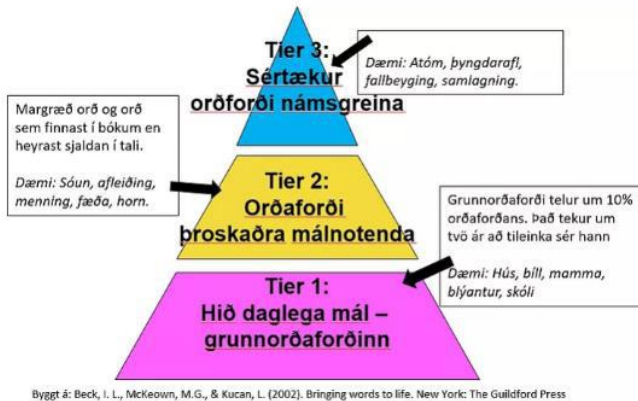 Tier 3:
Sértækur
orðforði námsgreina
Dæmi: Atóm, þyngdarafl,
fallbeyging, samlagning.
Margræð orð og orð
sem finnast í bókum en
heyrast sjaldan í tali.
Dæmi: Sóun, afleiðing,
menning, fæða, horn.
Tier 2:
Orðaforði
þroskaðra málnotenda
Grunnorðaforði telur um 10%
orðaforðans. Það tekur um
tvö ár að tileinka sér hann
Dæmi: Hús, bíll, mamma,
blýantur, skóli
Tier 1:
Hið daglega mál –
grunnorðaforðinn
Byggt á: Beck, I. L., McKeown, M.G., & Kucan, L. (2002). Bringing words to life. New York: The Guildford Press